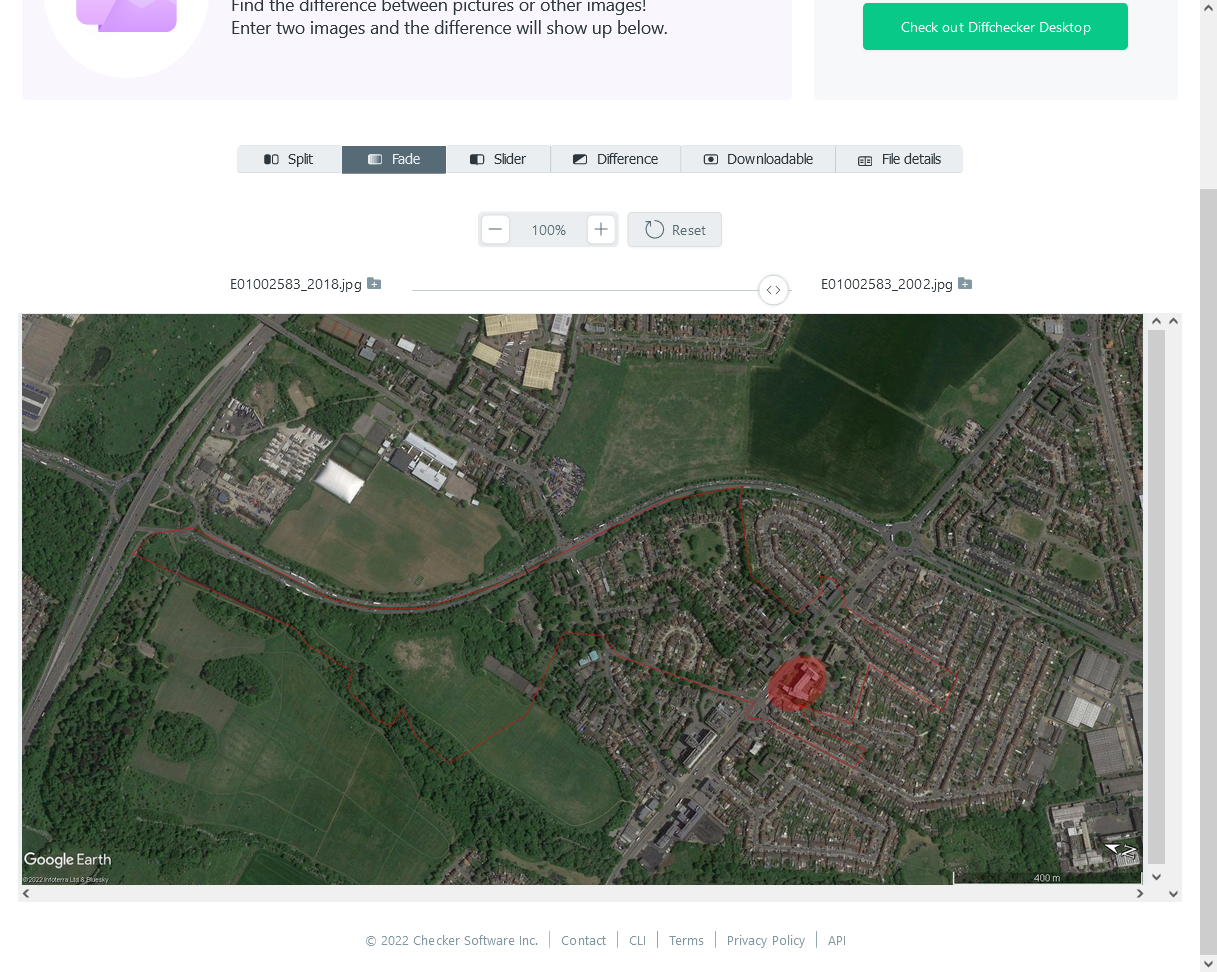 Find the difference between pictures or other images!
Enter two images and the difference will show up below.
Check out Diffchecker Desktop
Split
Fade
Slider
Difference
Downloadable
File details
100%
Reset
E01002583_2018.jpg
E01002583_2002.jpg
Google Earth
©2022 Infoterra Ltd & Bluesky
400 m
© 2022 Checker Software Inc.
Contact
CLI
Terms
Privacy Policy
API